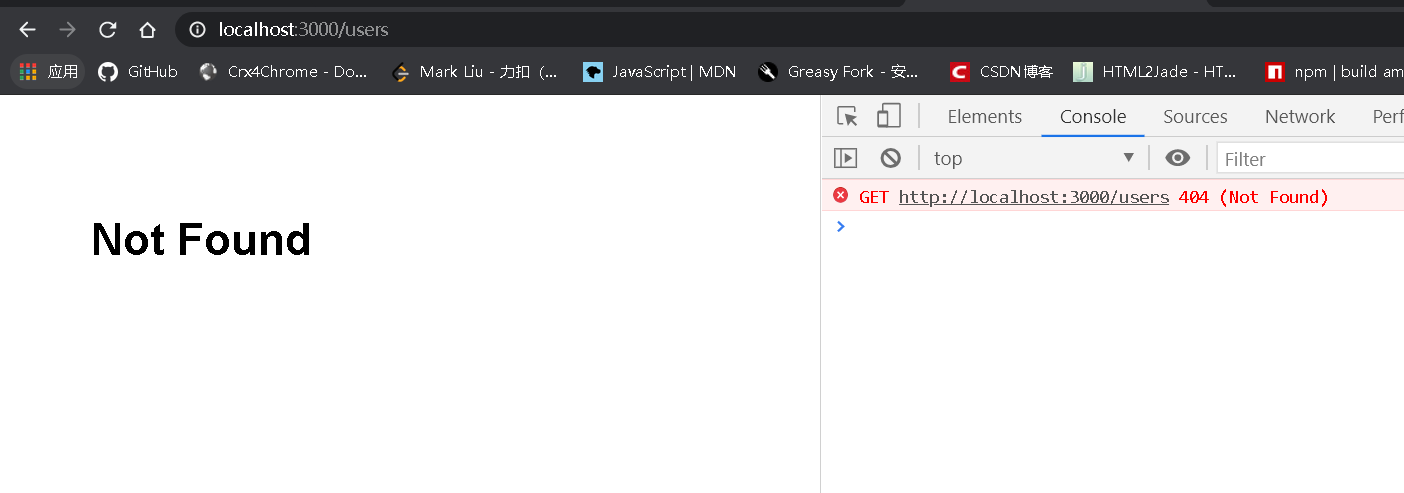 localhost:3000/users
应用 GitHub Crx4Chrome - Do... Mark Liu - 力扣（... JavaScript | MDN Greasy Fork - 安... CSDN博客 HTML2Jade - HT... npm | build am
Elements Console Sources Network Perf
top Filter
GET http://localhost:3000/users 404 (Not Found)
Not Found